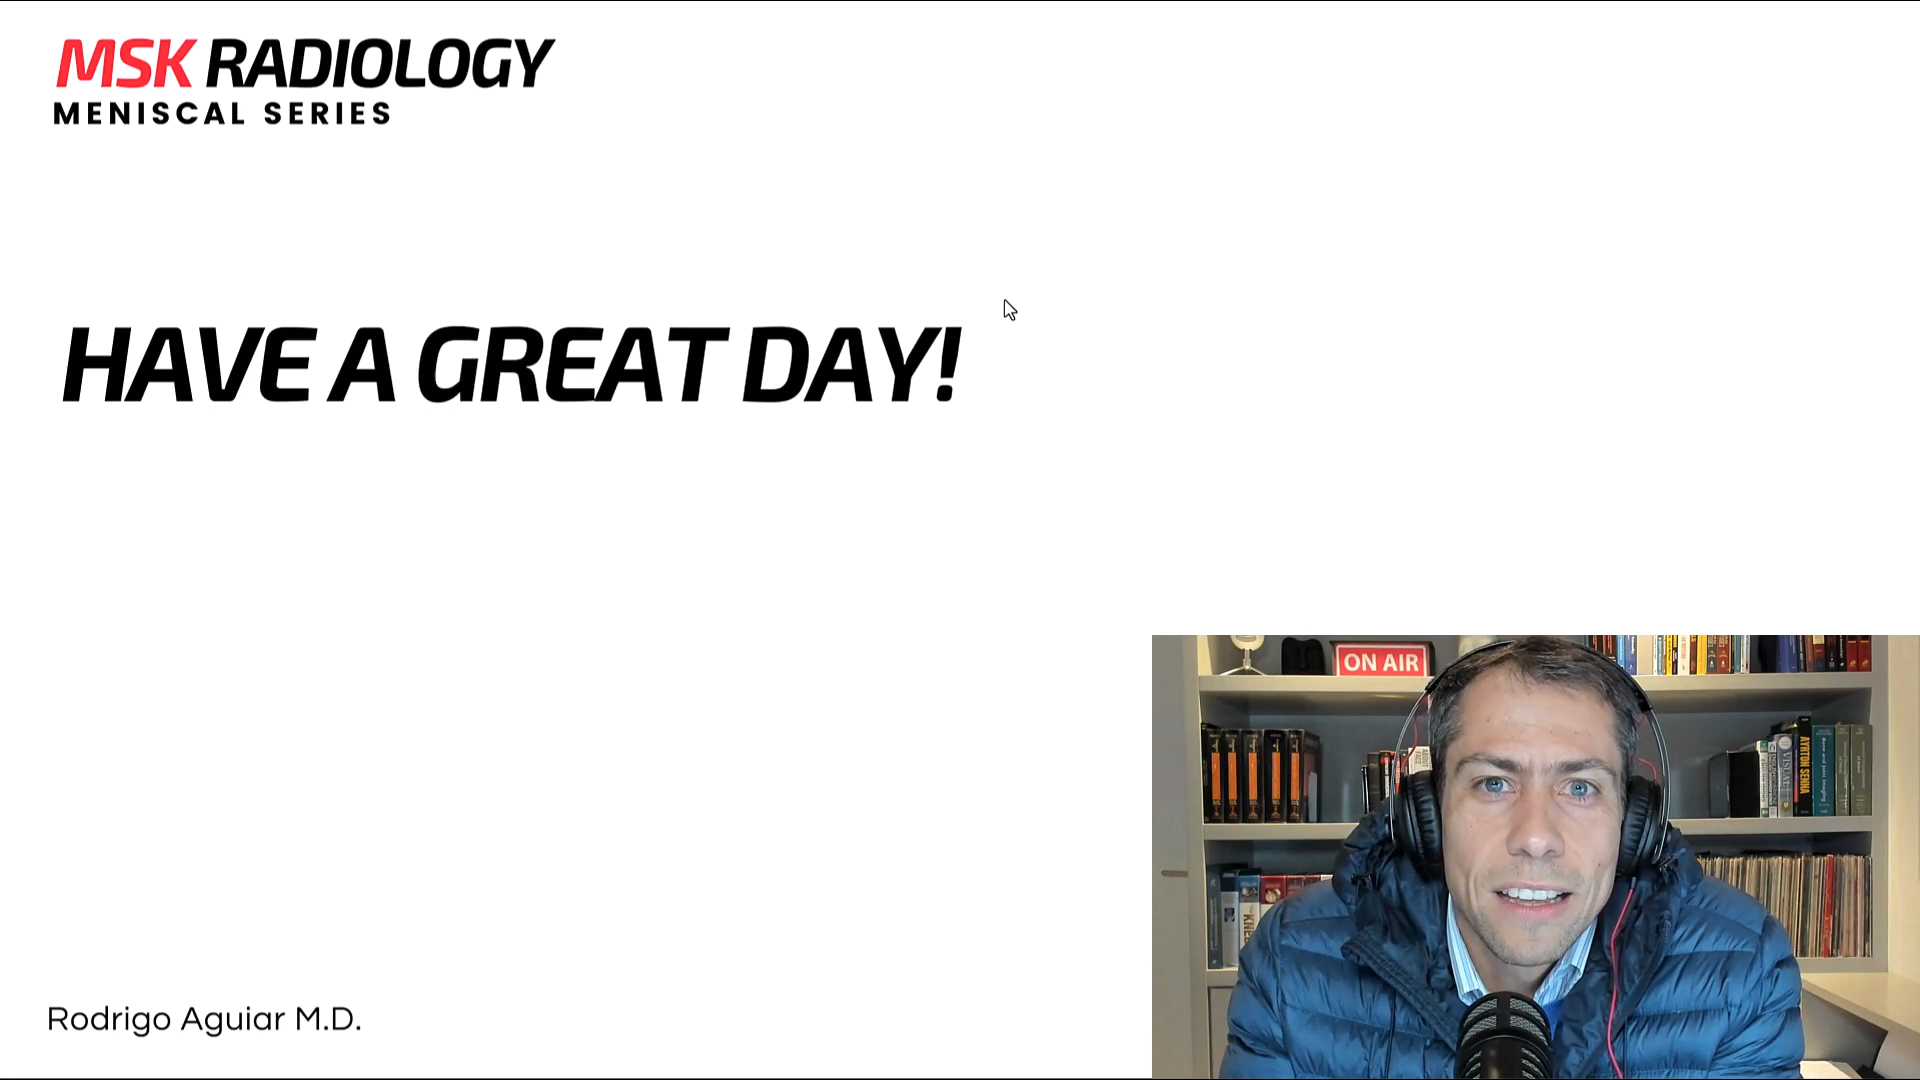 MSK RADIOLOGY
MENISCAL SERIES
HAVE A GREAT DAY!
ON AIR
AYRTON SENNA
Rodrigo Aguiar M.D.